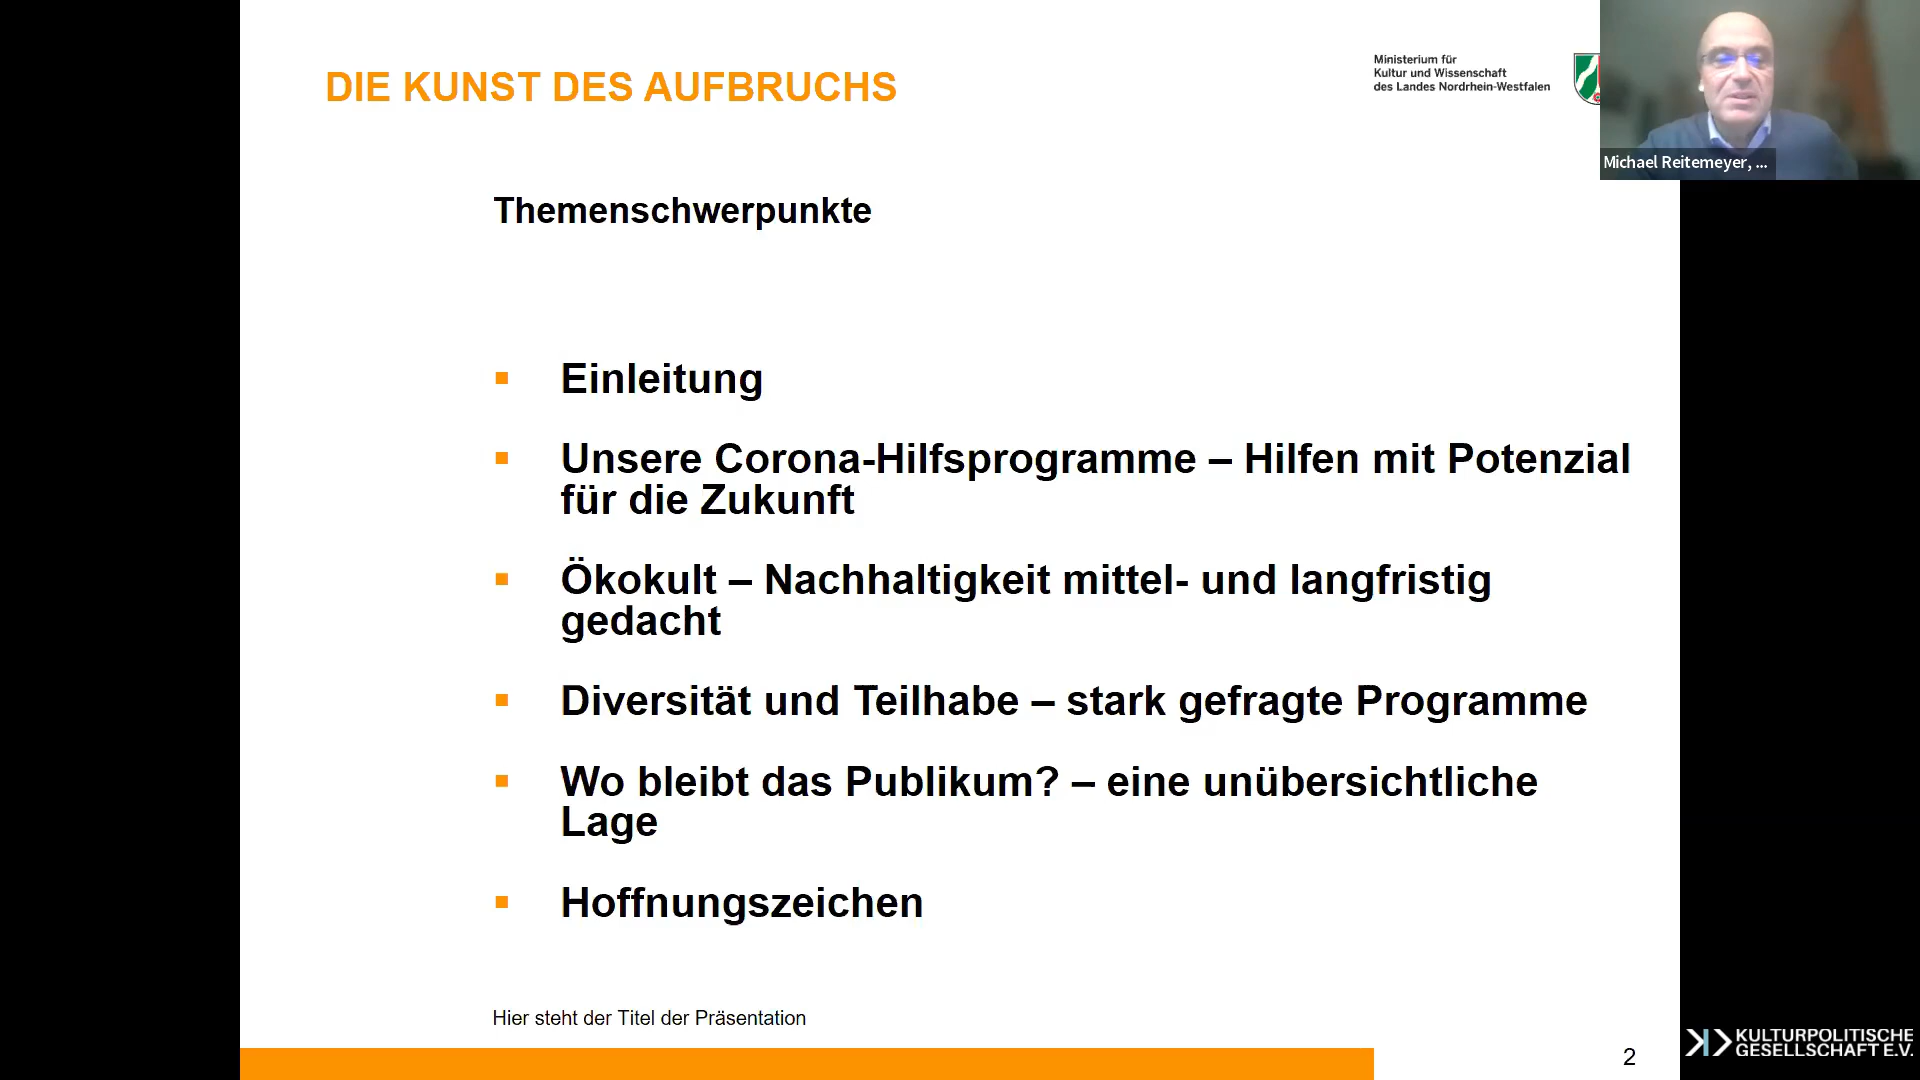 DIE KUNST DES AUFBRUCHS
Ministerium für
Kultur und Wissenschaft
des Landes Nordrhein-Westfalen
Michael Reitemeyer, ...
Themenschwerpunkte
Einleitung
Unsere Corona-Hilfsprogramme – Hilfen mit Potenzial
für die Zukunft
Ökokult – Nachhaltigkeit mittel- und langfristig
gedacht
Diversität und Teilhabe – stark gefragte Programme
Wo bleibt das Publikum? – eine unübersichtliche
Lage
Hoffnungszeichen
Hier steht der Titel der Präsentation
2
KULTURPOLITISCHE
GESELLSCHAFT E.V.